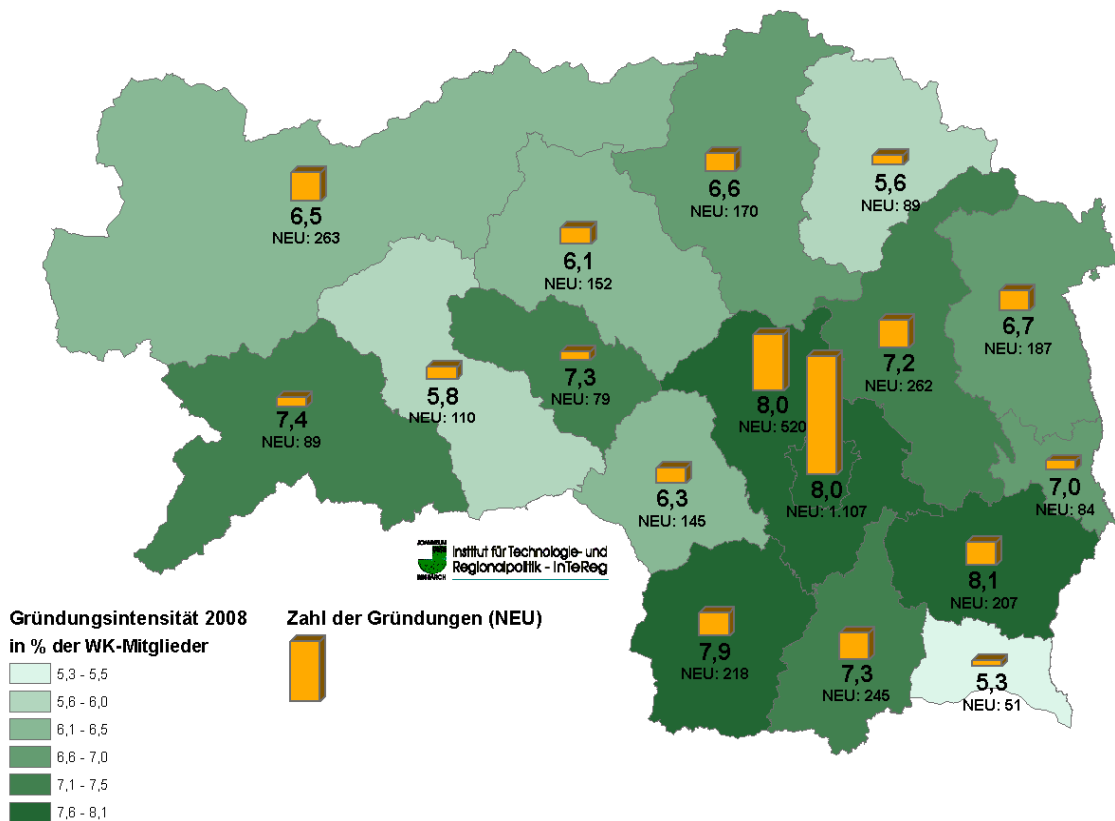 6,5
NEU: 263
6,6
NEU: 170
5,6
NEU: 89
6,1
NEU: 152
6,7
NEU: 187
7,2
NEU: 262
7,3
NEU: 79
5,8
NEU: 110
7,4
NEU: 89
8,0
NEU: 520
8,0
NEU: 1.107
6,3
NEU: 145
7,0
NEU: 84
8,1
NEU: 207
7,9
NEU: 218
7,3
NEU: 245
5,3
NEU: 51
JOANNEUM
RESEARCH
Institut für Technologie- und
Regionalpolitik - InTeReg
Gründungsintensität 2008
in % der WK-Mitglieder
5,3 - 5,5
5,6 - 6,0
6,1 - 6,5
6,6 - 7,0
7,1 - 7,5
7,6 - 8,1
Zahl der Gründungen (NEU)